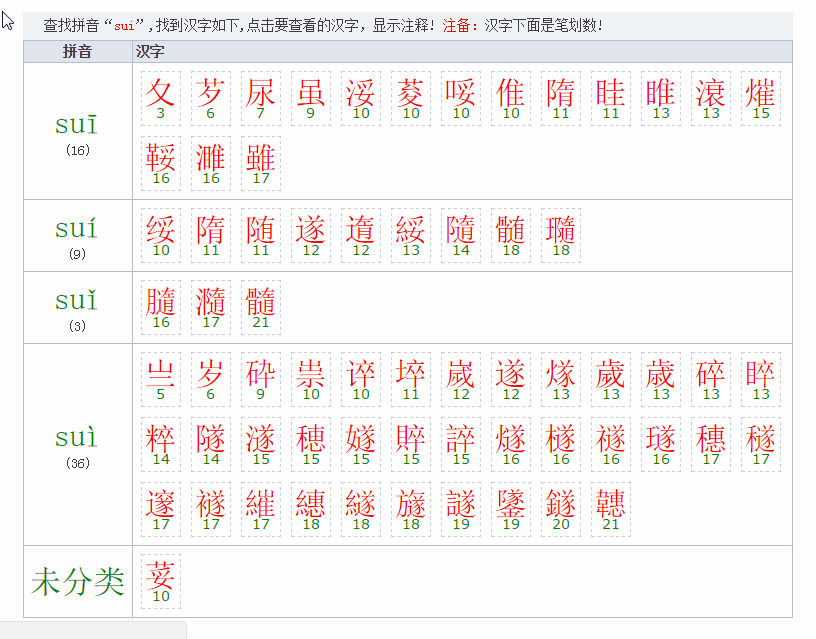 查找拼音“sui”,找到汉字如下,点击要查看的汉字，显示注释! 注备：汉字下面是笔划数!
拼音 汉字
suī
(16)
夊 芕 尿 虽 浽 荽 哸 倠 隋 眭 睢 滖 熣
3 6 7 9 10 10 10 10 11 11 13 13 15
鞖 濉 雖
16 16 17
suí
(9)
绥 隋 随 遂 遀 綏 隨 髄 瓍
10 11 11 12 12 13 14 18 18
suǐ
(3)
膸 瀡 髓
16 17 21
suì
(36)
亗 岁 砕 祟 谇 埣 嵗 遂 歲 歳 碎 睟
5 6 9 10 10 11 12 12 13 13 13 13 13
粹 隧 澻 穂 嬘 賥 誶 燧 檖 禭 璲 穗 穟
14 14 15 15 15 15 15 16 16 16 16 17 17
邃 襚 繀 繐 繸 旞 譢 鐆 鐩 韢
17 17 17 18 18 18 19 19 20 21
未分类
荽
10